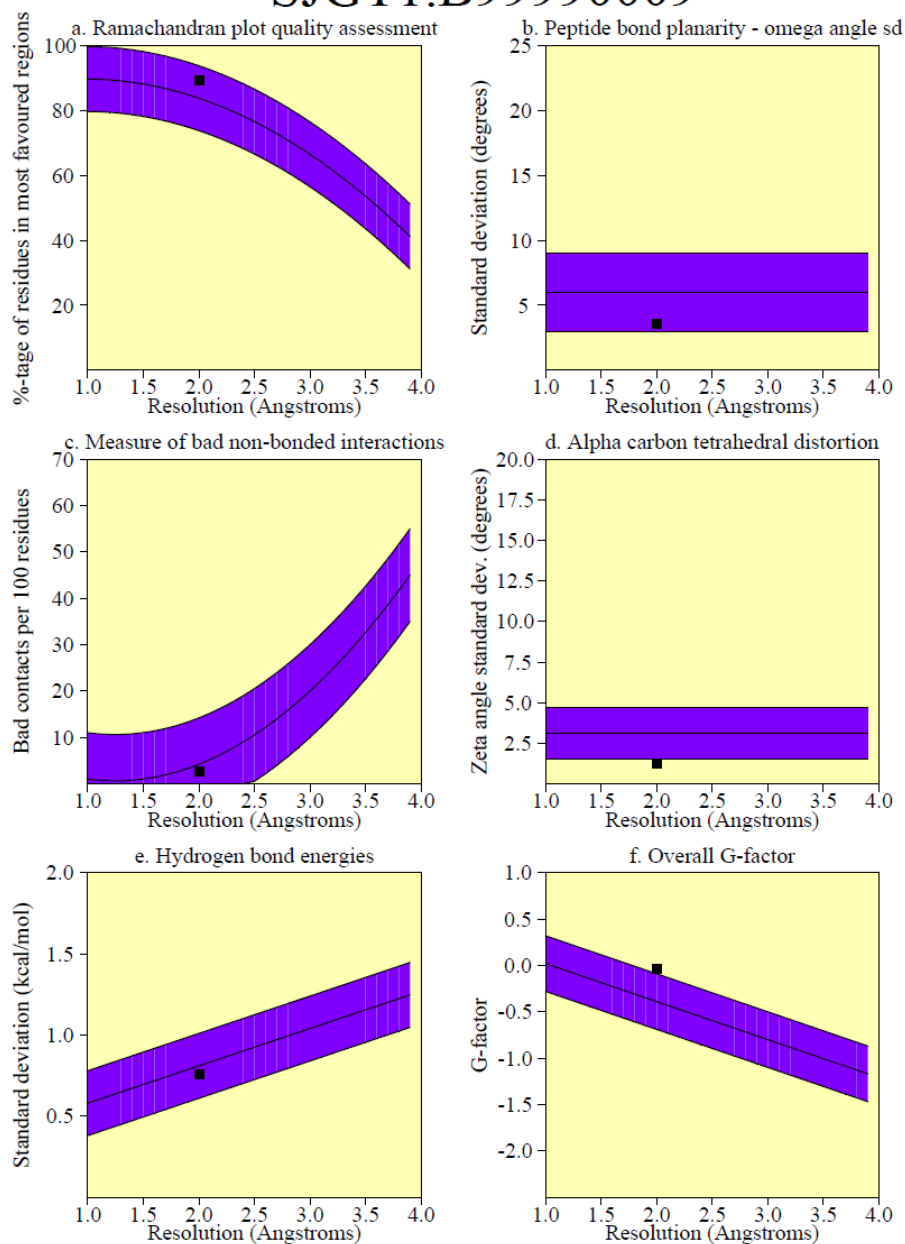 a. Ramachandran plot quality assessment
%-tage of residues in most favoured regions
100
80
60
40
20
1.0 1.5 2.0 2.5 3.0 3.5 4.0
Resolution (Angstroms)
b. Peptide bond planarity - omega angle sd
Standard deviation (degrees)
25
20
15
10
5
1.0 1.5 2.0 2.5 3.0 3.5 4.0
Resolution (Angstroms)
c. Measure of bad non-bonded interactions
Bad contacts per 100 residues
70
60
50
40
30
20
10
1.0 1.5 2.0 2.5 3.0 3.5 4.0
Resolution (Angstroms)
d. Alpha carbon tetrahedral distortion
Zeta angle standard dev. (degrees)
20.0
17.5
15.0
12.5
10.0
7.5
5.0
2.5
1.0 1.5 2.0 2.5 3.0 3.5 4.0
Resolution (Angstroms)
e. Hydrogen bond energies
Standard deviation (kcal/mol)
2.0
1.5
1.0
0.5
1.0 1.5 2.0 2.5 3.0 3.5 4.0
Resolution (Angstroms)
f. Overall G-factor
G-factor
1.0
0.5
0.0
-0.5
-1.0
-1.5
-2.0
1.0 1.5 2.0 2.5 3.0 3.5 4.0
Resolution (Angstroms)